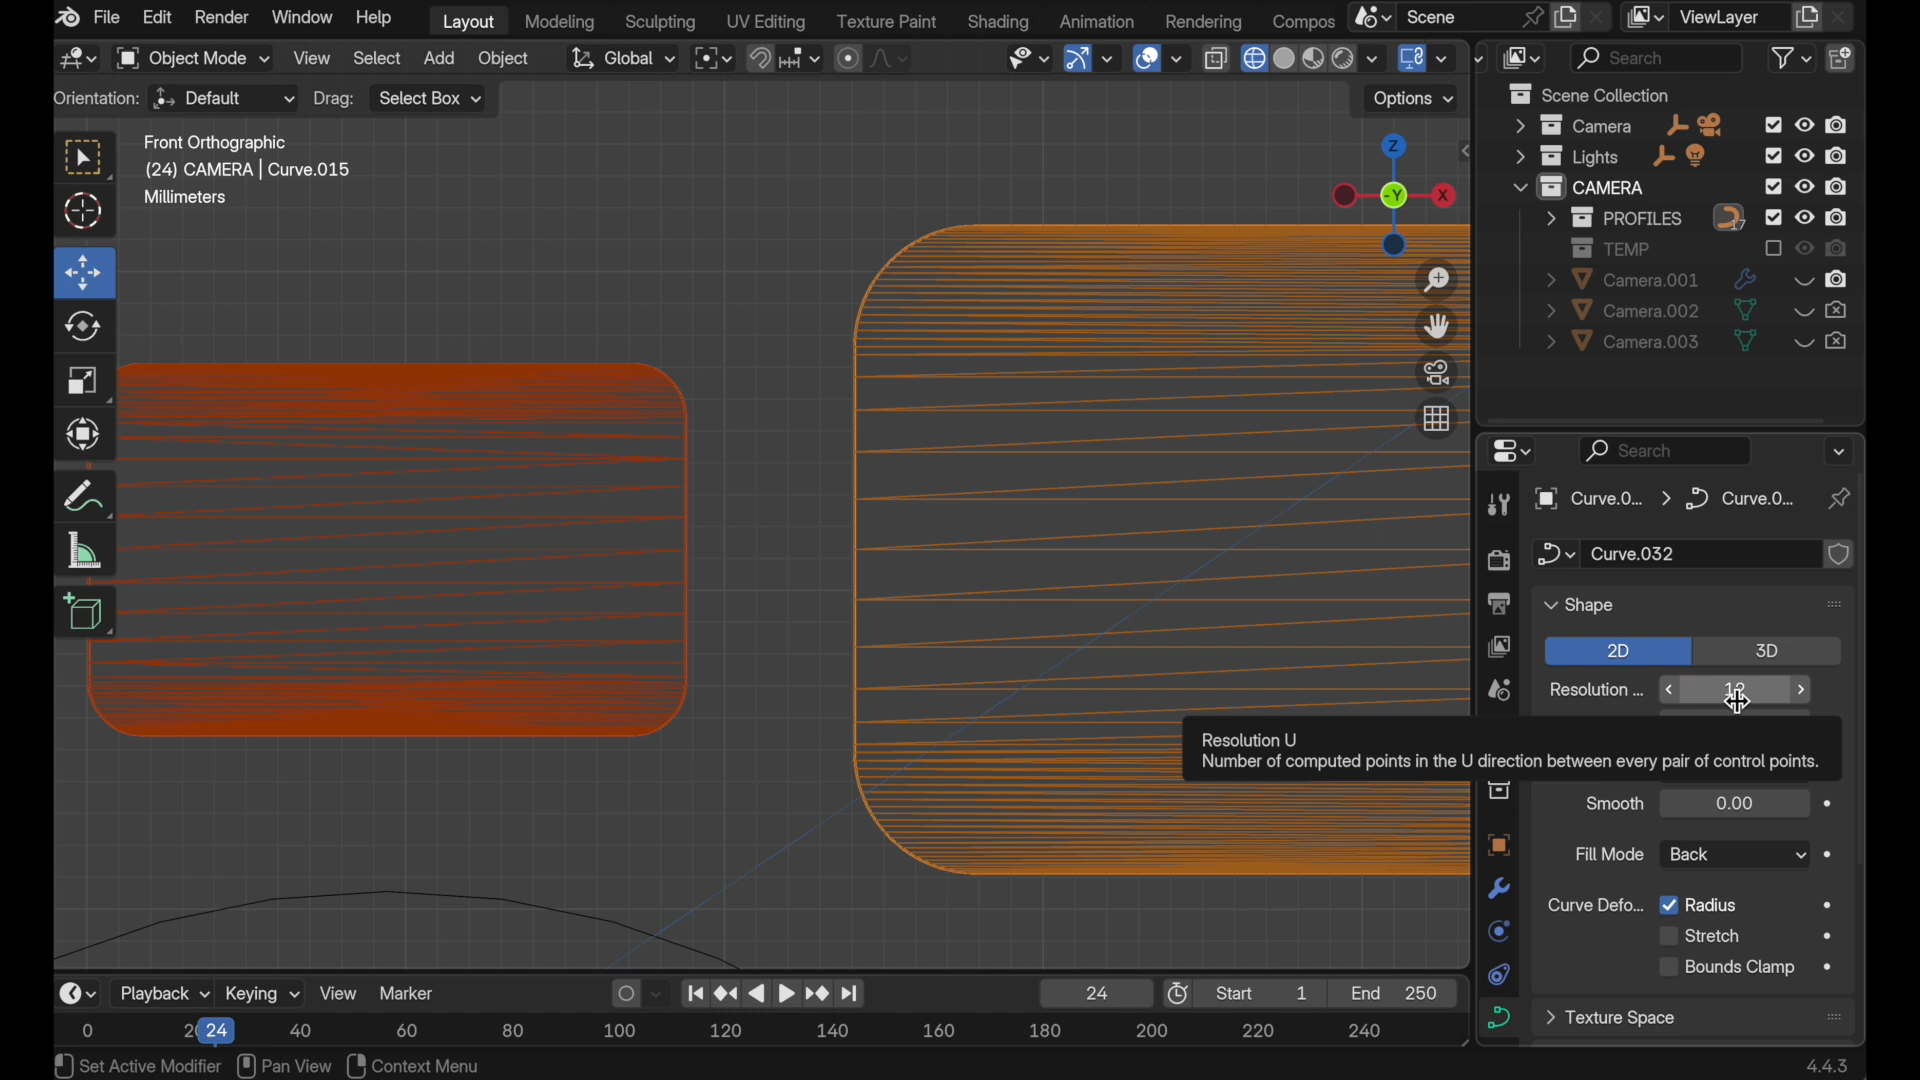 File Edit Render Window Help Layout Modeling Sculpting UV Editing Texture Paint Shading Animation Rendering Compos Scene ViewLayer
Object Mode View Select Add Object Global Search
Orientation: Default Drag: Select Box Options
Front Orthographic
(24) CAMERA | Curve.015
Millimeters
Z
-Y
X
Scene Collection
Camera
Lights
CAMERA
PROFILES 17
TEMP
Camera.001
Camera.002
Camera.003
Search
Curve.0... Curve.0...
Curve.032
Shape
2D 3D
Resolution ... 12
Resolution U
Number of computed points in the U direction between every pair of control points.
Smooth 0.00
Fill Mode Back
Curve Defo... Radius
Stretch
Bounds Clamp
Texture Space
Playback Keying View Marker 24 Start 1 End 250
0 24 40 60 80 100 120 140 160 180 200 220 240
Set Active Modifier Pan View Context Menu 4.4.3